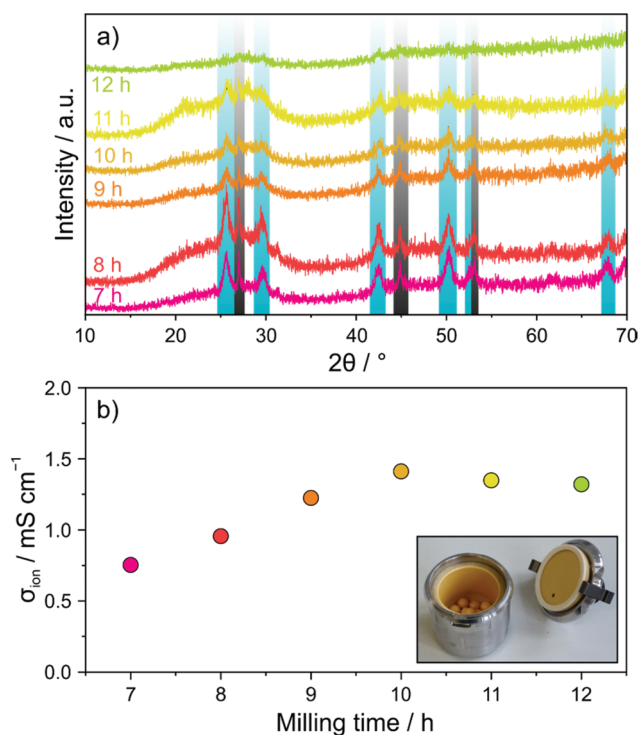 a)
Intensity / a.u.
12 h
11 h
10 h
9 h
8 h
7 h
10 20 30 40 50 60 70
2θ / °
b)
σion / mS cm⁻¹
2.0
1.5
1.0
0.5
0.0
7 8 9 10 11 12
Milling time / h